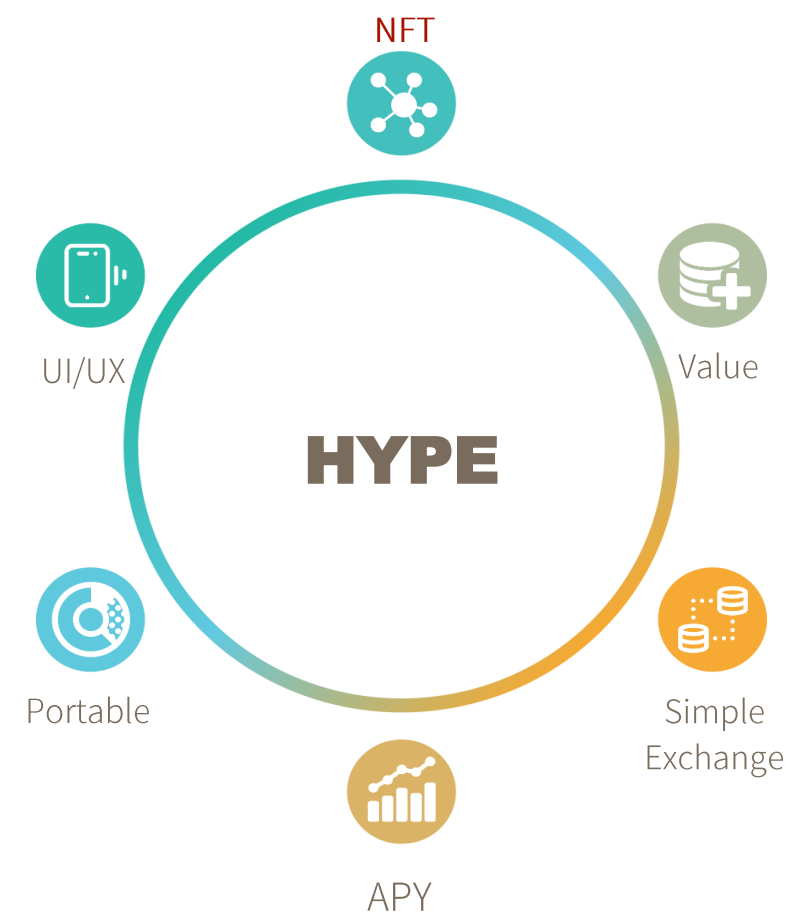 NFT
UI/UX
Value
HYPE
Portable
Simple
Exchange
APY